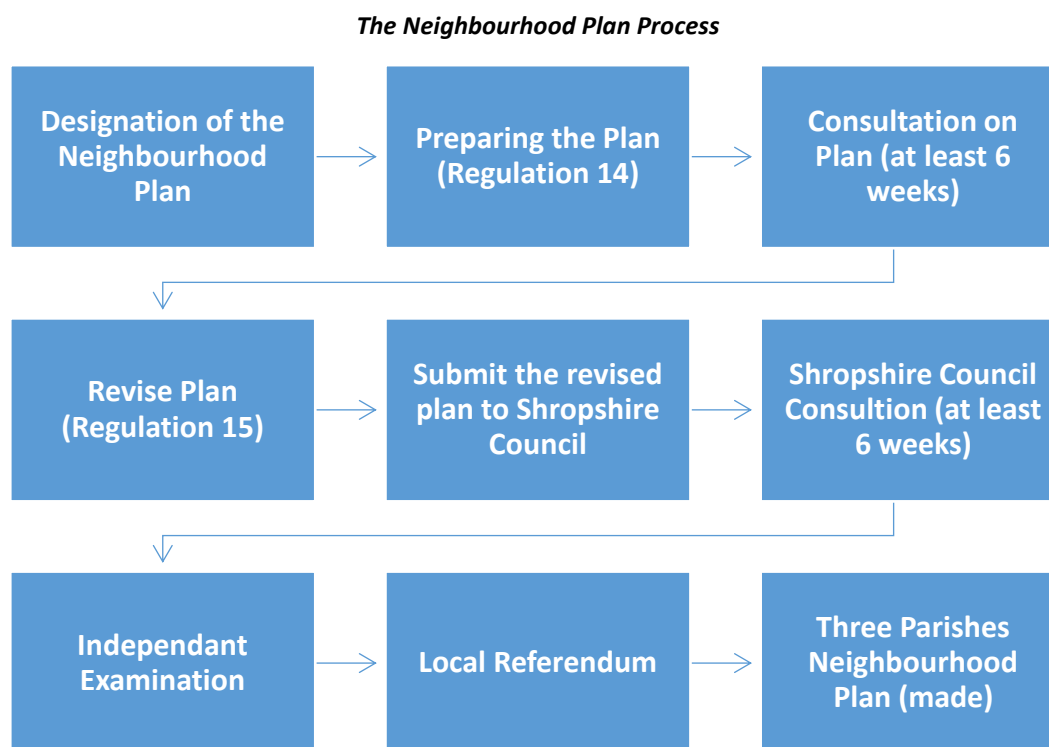 The Neighbourhood Plan Process
Designation of the
Neighbourhood
Plan
Preparing the Plan
(Regulation 14)
Consultation on
Plan (at least 6
weeks)
Revise Plan
(Regulation 15)
Submit the revised
plan to Shropshire
Council
Shropshire Council
Consultion (at least
6 weeks)
Independant
Examination
Local Referendum
Three Parishes
Neighbourhood
Plan (made)